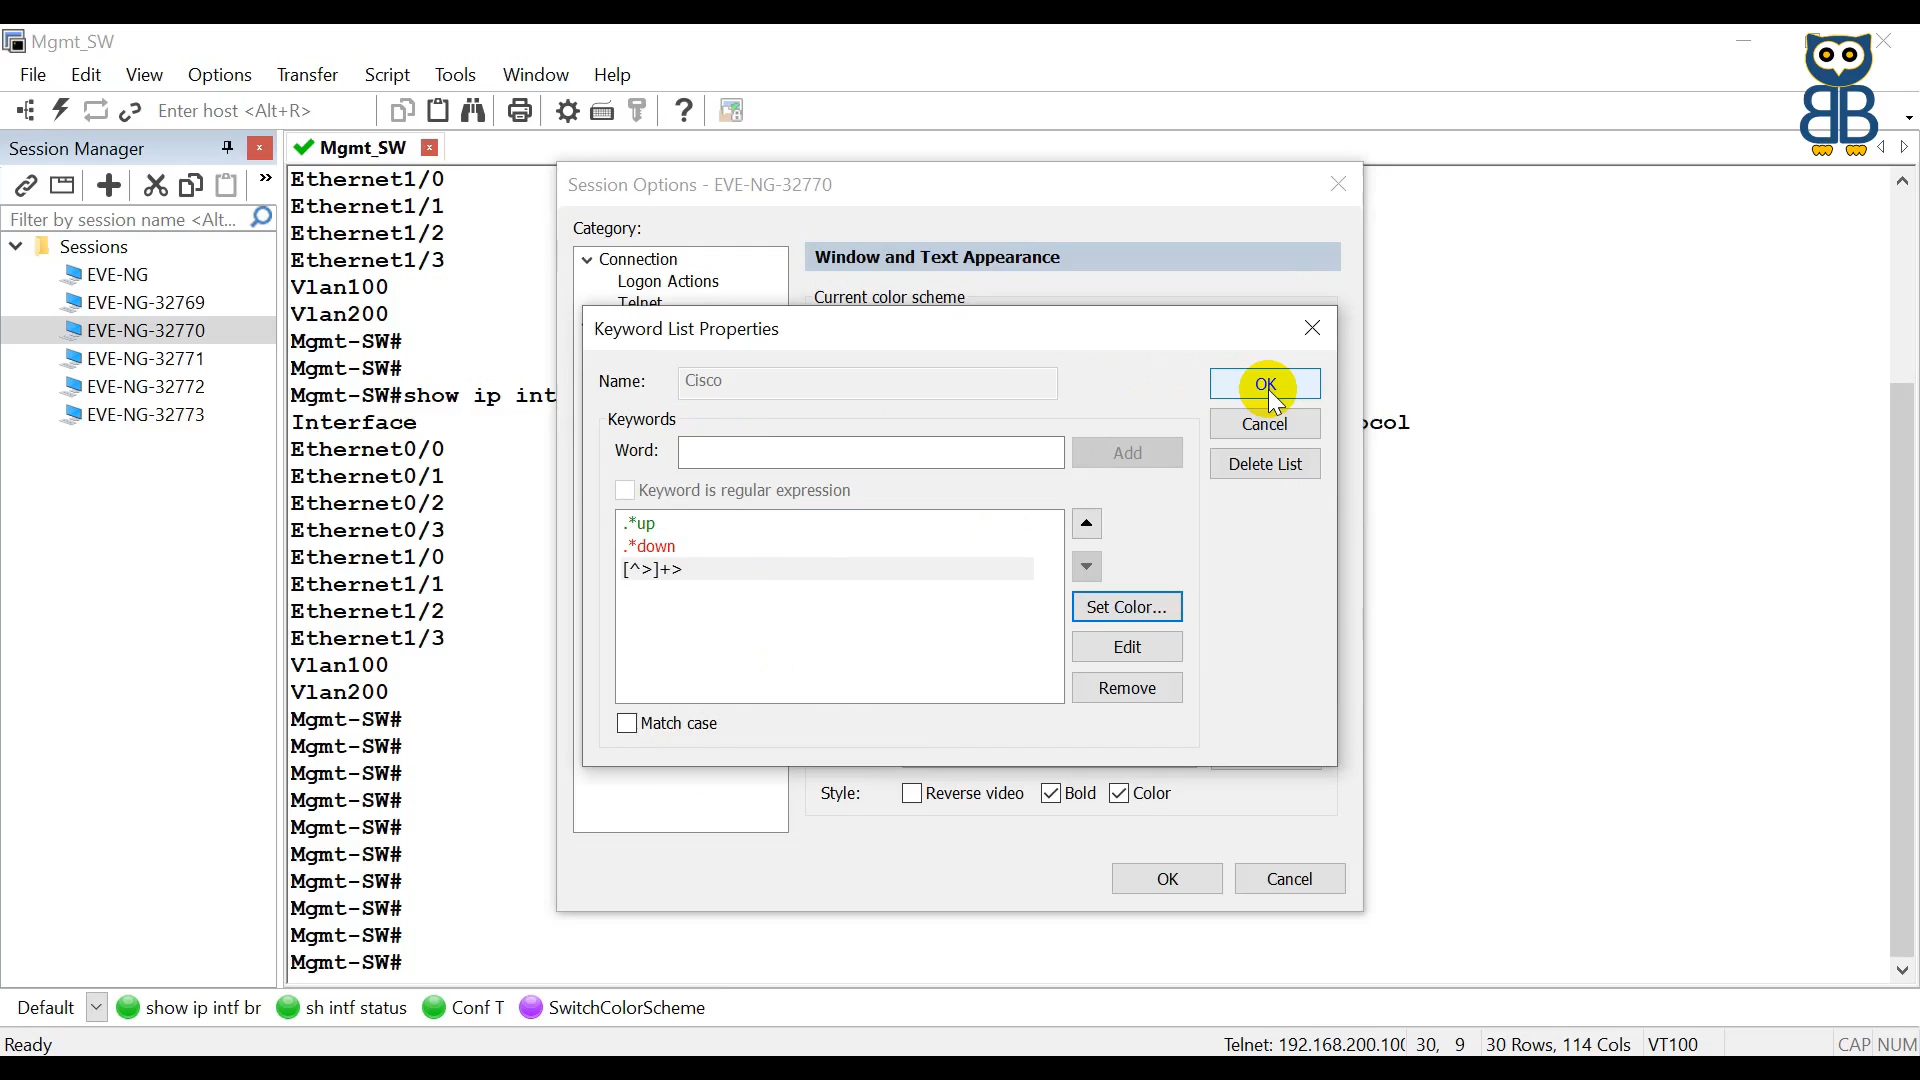 Mgmt_SW
File Edit View Options Transfer Script Tools Window Help
Enter host <Alt+R>
BB
Session Manager
Mgmt_SW
Filter by session name <Alt...
Sessions
EVE-NG
EVE-NG-32769
EVE-NG-32770
EVE-NG-32771
EVE-NG-32772
EVE-NG-32773
Ethernet1/0
Ethernet1/1
Ethernet1/2
Ethernet1/3
Vlan100
Vlan200
Mgmt-SW#
Mgmt-SW#
Mgmt-SW#show ip int
Interface ocol
Ethernet0/0
Ethernet0/1
Ethernet0/2
Ethernet0/3
Ethernet1/0
Ethernet1/1
Ethernet1/2
Ethernet1/3
Vlan100
Vlan200
Mgmt-SW#
Mgmt-SW#
Mgmt-SW#
Mgmt-SW#
Mgmt-SW#
Mgmt-SW#
Mgmt-SW#
Mgmt-SW#
Mgmt-SW#
Mgmt-SW#
Session Options - EVE-NG-32770
Category:
Connection
Logon Actions
Telnet
Window and Text Appearance
Current color scheme
Keyword List Properties
Name: Cisco
OK
Cancel
Delete List
Keywords
Word:
Add
Keyword is regular expression
.*up
.*down
[^>]+>
Set Color...
Edit
Remove
Match case
Style: Reverse video Bold Color
OK Cancel
Default show ip intf br sh intf status Conf T SwitchColorScheme
Ready Telnet: 192.168.200.100 30, 9 30 Rows, 114 Cols VT100 CAP NUM